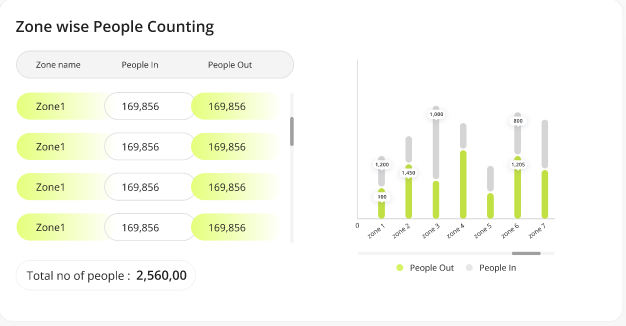 Zone wise People Counting
Zone name People In People Out
Zone1 169,856 169,856
Zone1 169,856 169,856
Zone1 169,856 169,856
Zone1 169,856 169,856
Total no of people : 2,560,00
1,000
800
1,200
1,450
1,205
100
0
zone 1 zone 2 zone 3 zone 4 zone 5 zone 6 zone 7
People Out People In